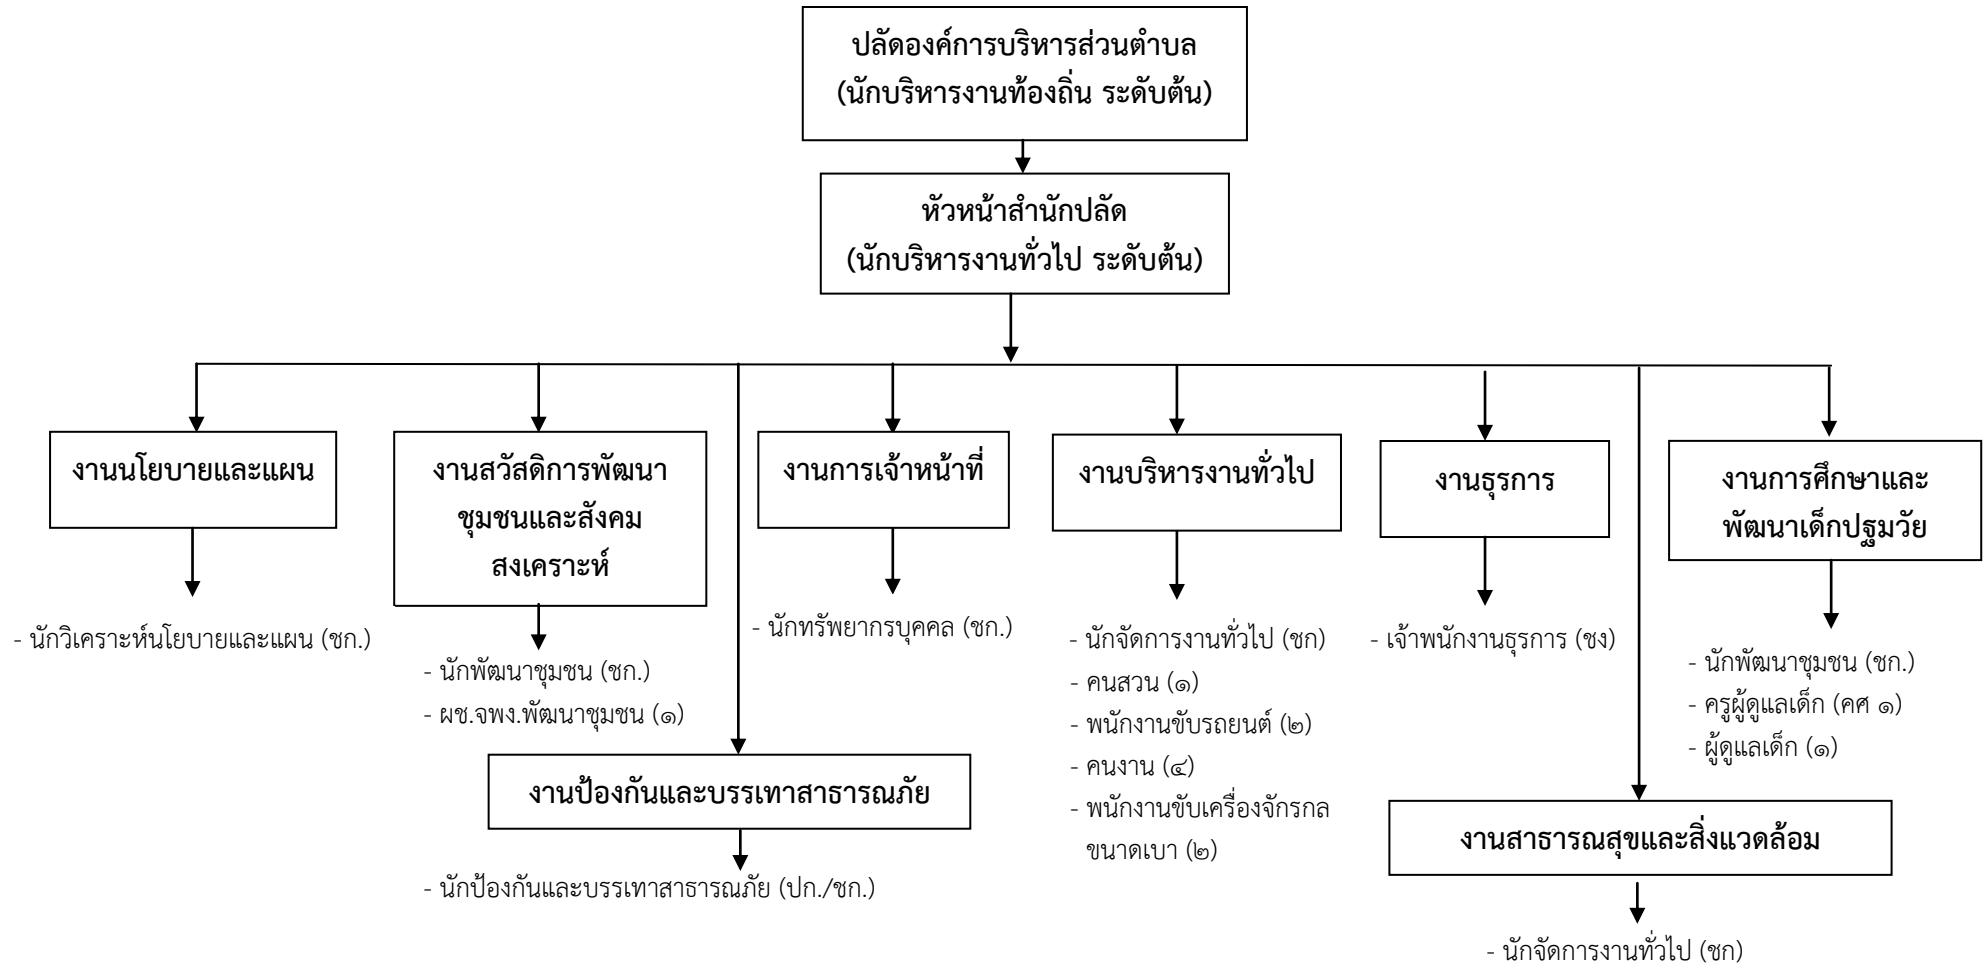 ปลัดองค์การบริหารส่วนตำบล
(นักบริหารงานท้องถิ่น ระดับต้น)
หัวหน้าสำนักปลัด
(นักบริหารงานทั่วไป ระดับต้น)
งานนโยบายและแผน
- นักวิเคราะห์นโยบายและแผน (ชก.)
งานสวัสดิการพัฒนา
ชุมชนและสังคม
สงเคราะห์
- นักพัฒนาชุมชน (ชก.)
- ผช.จพง.พัฒนาชุมชน (๑)
งานป้องกันและบรรเทาสาธารณภัย
- นักป้องกันและบรรเทาสาธารณภัย (ปก./ชก.)
งานการเจ้าหน้าที่
- นักทรัพยากรบุคคล (ชก.)
งานบริหารงานทั่วไป
- นักจัดการงานทั่วไป (ชก)
- คนสวน (๑)
- พนักงานขับรถยนต์ (๒)
- คนงาน (๔)
- พนักงานขับเครื่องจักรกล
ขนาดเบา (๒)
งานธุรการ
- เจ้าพนักงานธุรการ (ชง)
งานการศึกษาและ
พัฒนาเด็กปฐมวัย
- นักพัฒนาชุมชน (ชก.)
- ครูผู้ดูแลเด็ก (คศ ๑)
- ผู้ดูแลเด็ก (๑)
งานสาธารณสุขและสิ่งแวดล้อม
- นักจัดการงานทั่วไป (ชก)